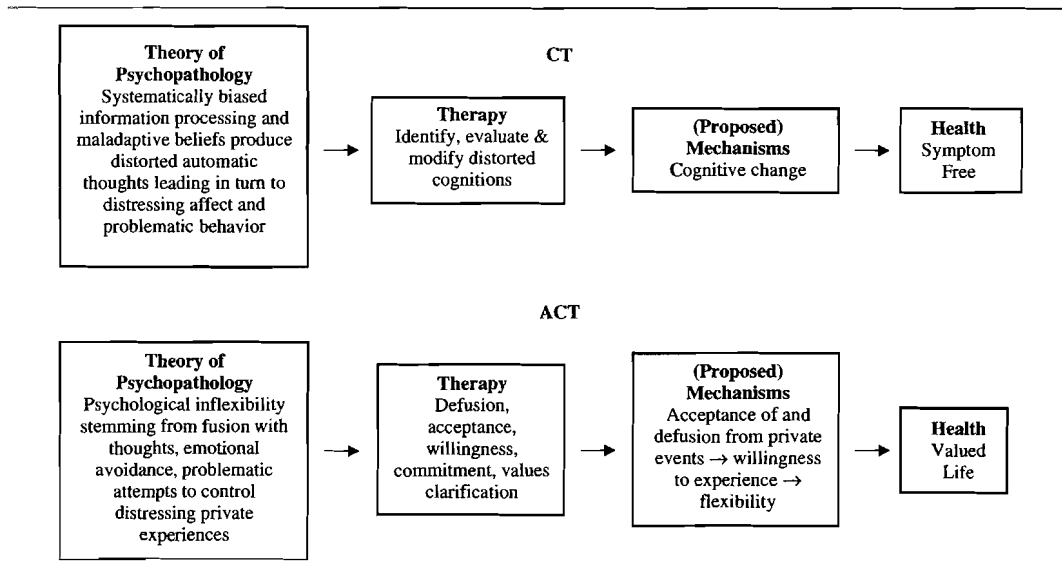 CT
Theory of
Psychopathology
Systematically biased
information processing and
maladaptive beliefs produce
distorted automatic
thoughts leading in turn to
distressing affect and
problematic behavior
Therapy
Identify, evaluate &
modify distorted
cognitions
(Proposed)
Mechanisms
Cognitive change
Health
Symptom
Free
ACT
Theory of
Psychopathology
Psychological inflexibility
stemming from fusion with
thoughts, emotional
avoidance, problematic
attempts to control
distressing private
experiences
Therapy
Defusion,
acceptance,
willingness,
commitment, values
clarification
(Proposed)
Mechanisms
Acceptance of and
defusion from private
events → willingness
to experience →
flexibility
Health
Valued
Life